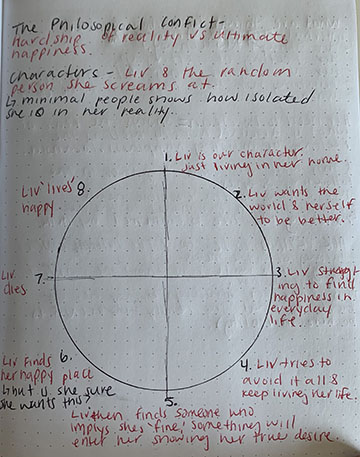 The Philosopical Conflict-
hardship of reality vs ultimate
happiness.
Characters - Liv & the random
person she screams at.
↳ minimal people shows how isolated
she is in her reality.
1. Liv is our character.
Just living in her home.
2. Liv wants the
world & herself
to be better.
3. Liv struggl
ing to find
happiness in
everyday
life.
4. Liv tries to
avoid it all &
keep living her life.
5.
Liv then finds someone who
implys she 'fine', something will
enter her showing her true desire.
Liv finds 6.
her happy place
↳ but is she sure
she wants this?
7.
Liv
dies
Liv 'lives' 8.
happy.